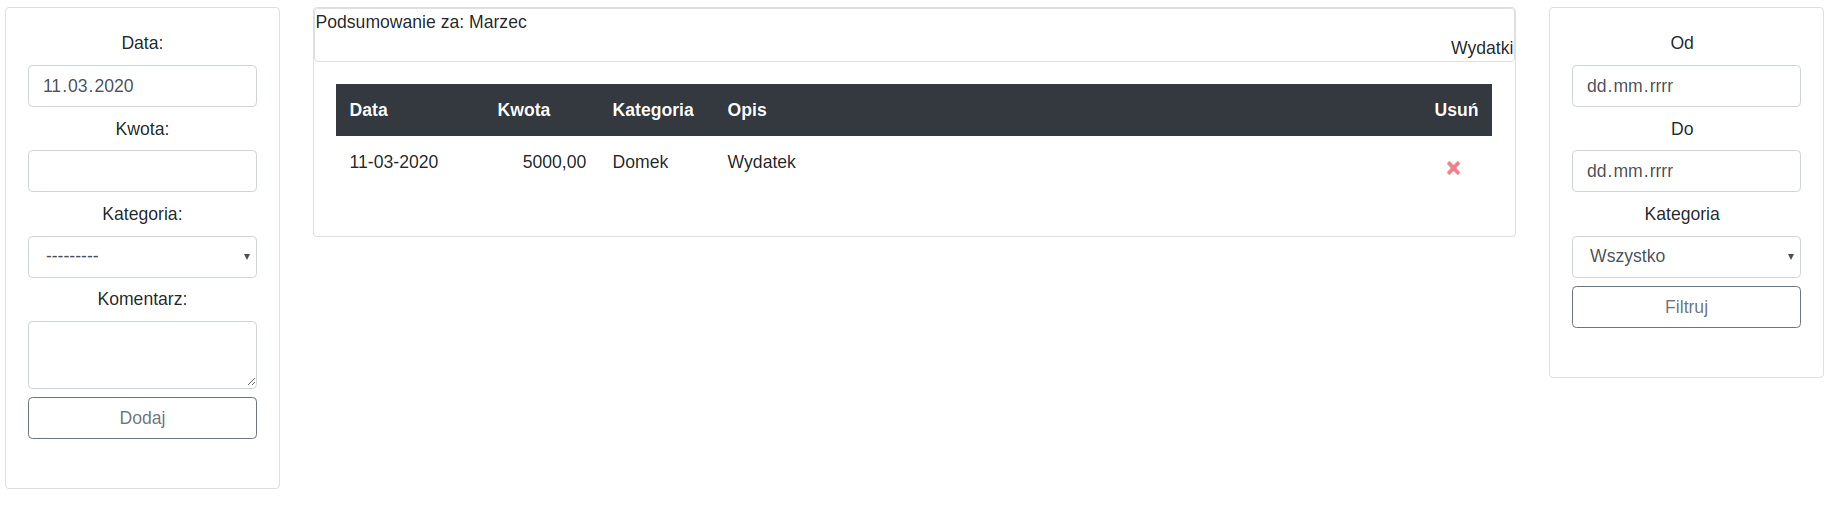 Data:
11.03.2020
Kwota:
Kategoria:
---------
Komentarz:
Dodaj
Podsumowanie za: Marzec
Wydatki
Data Kwota Kategoria Opis Usuń
11-03-2020 5000,00 Domek Wydatek
Od
dd.mm.rrrr
Do
dd.mm.rrrr
Kategoria
Wszystko
Filtruj